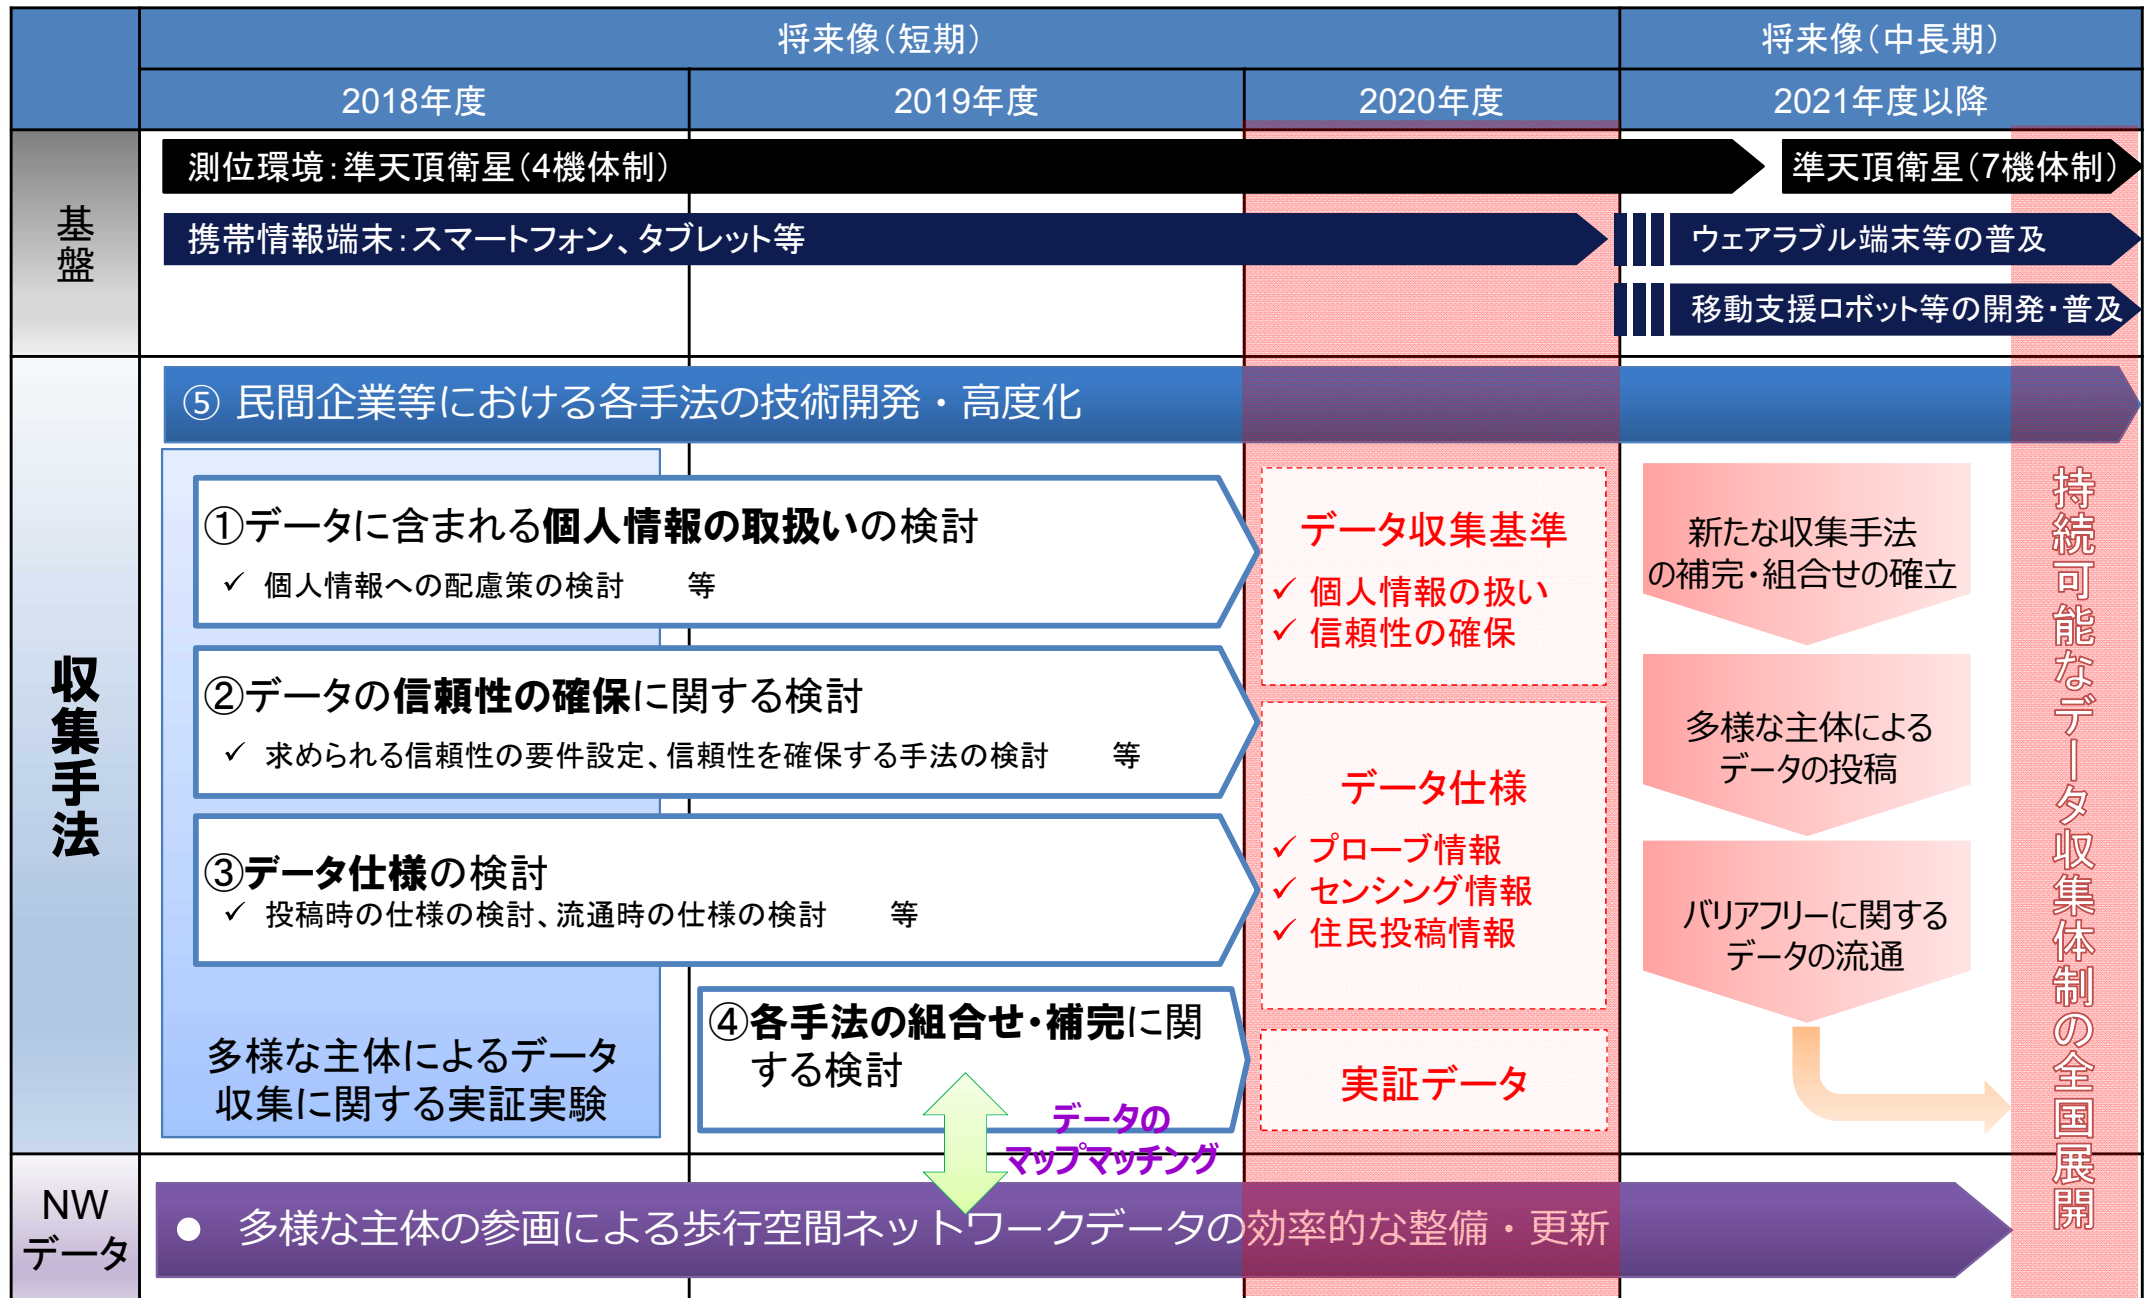 将来像（短期）
将来像（中長期）
2018年度
2019年度
2020年度
2021年度以降
基盤
測位環境：準天頂衛星（4機体制）
準天頂衛星（7機体制）
携帯情報端末：スマートフォン、タブレット等
ウェアラブル端末等の普及
移動支援ロボット等の開発・普及
収集手法
⑤ 民間企業等における各手法の技術開発・高度化
①データに含まれる個人情報の取扱いの検討
✓ 個人情報への配慮策の検討　　等
②データの信頼性の確保に関する検討
✓ 求められる信頼性の要件設定、信頼性を確保する手法の検討　　等
③データ仕様の検討
✓ 投稿時の仕様の検討、流通時の仕様の検討　　等
多様な主体によるデータ
収集に関する実証実験
④各手法の組合せ・補完に関
する検討
データの
マップマッチング
データ収集基準
✓ 個人情報の扱い
✓ 信頼性の確保
データ仕様
✓ プローブ情報
✓ センシング情報
✓ 住民投稿情報
実証データ
新たな収集手法
の補完・組合せの確立
多様な主体による
データの投稿
バリアフリーに関する
データの流通
持続可能なデータ収集体制の全国展開
NW
データ
● 多様な主体の参画による歩行空間ネットワークデータの効率的な整備・更新